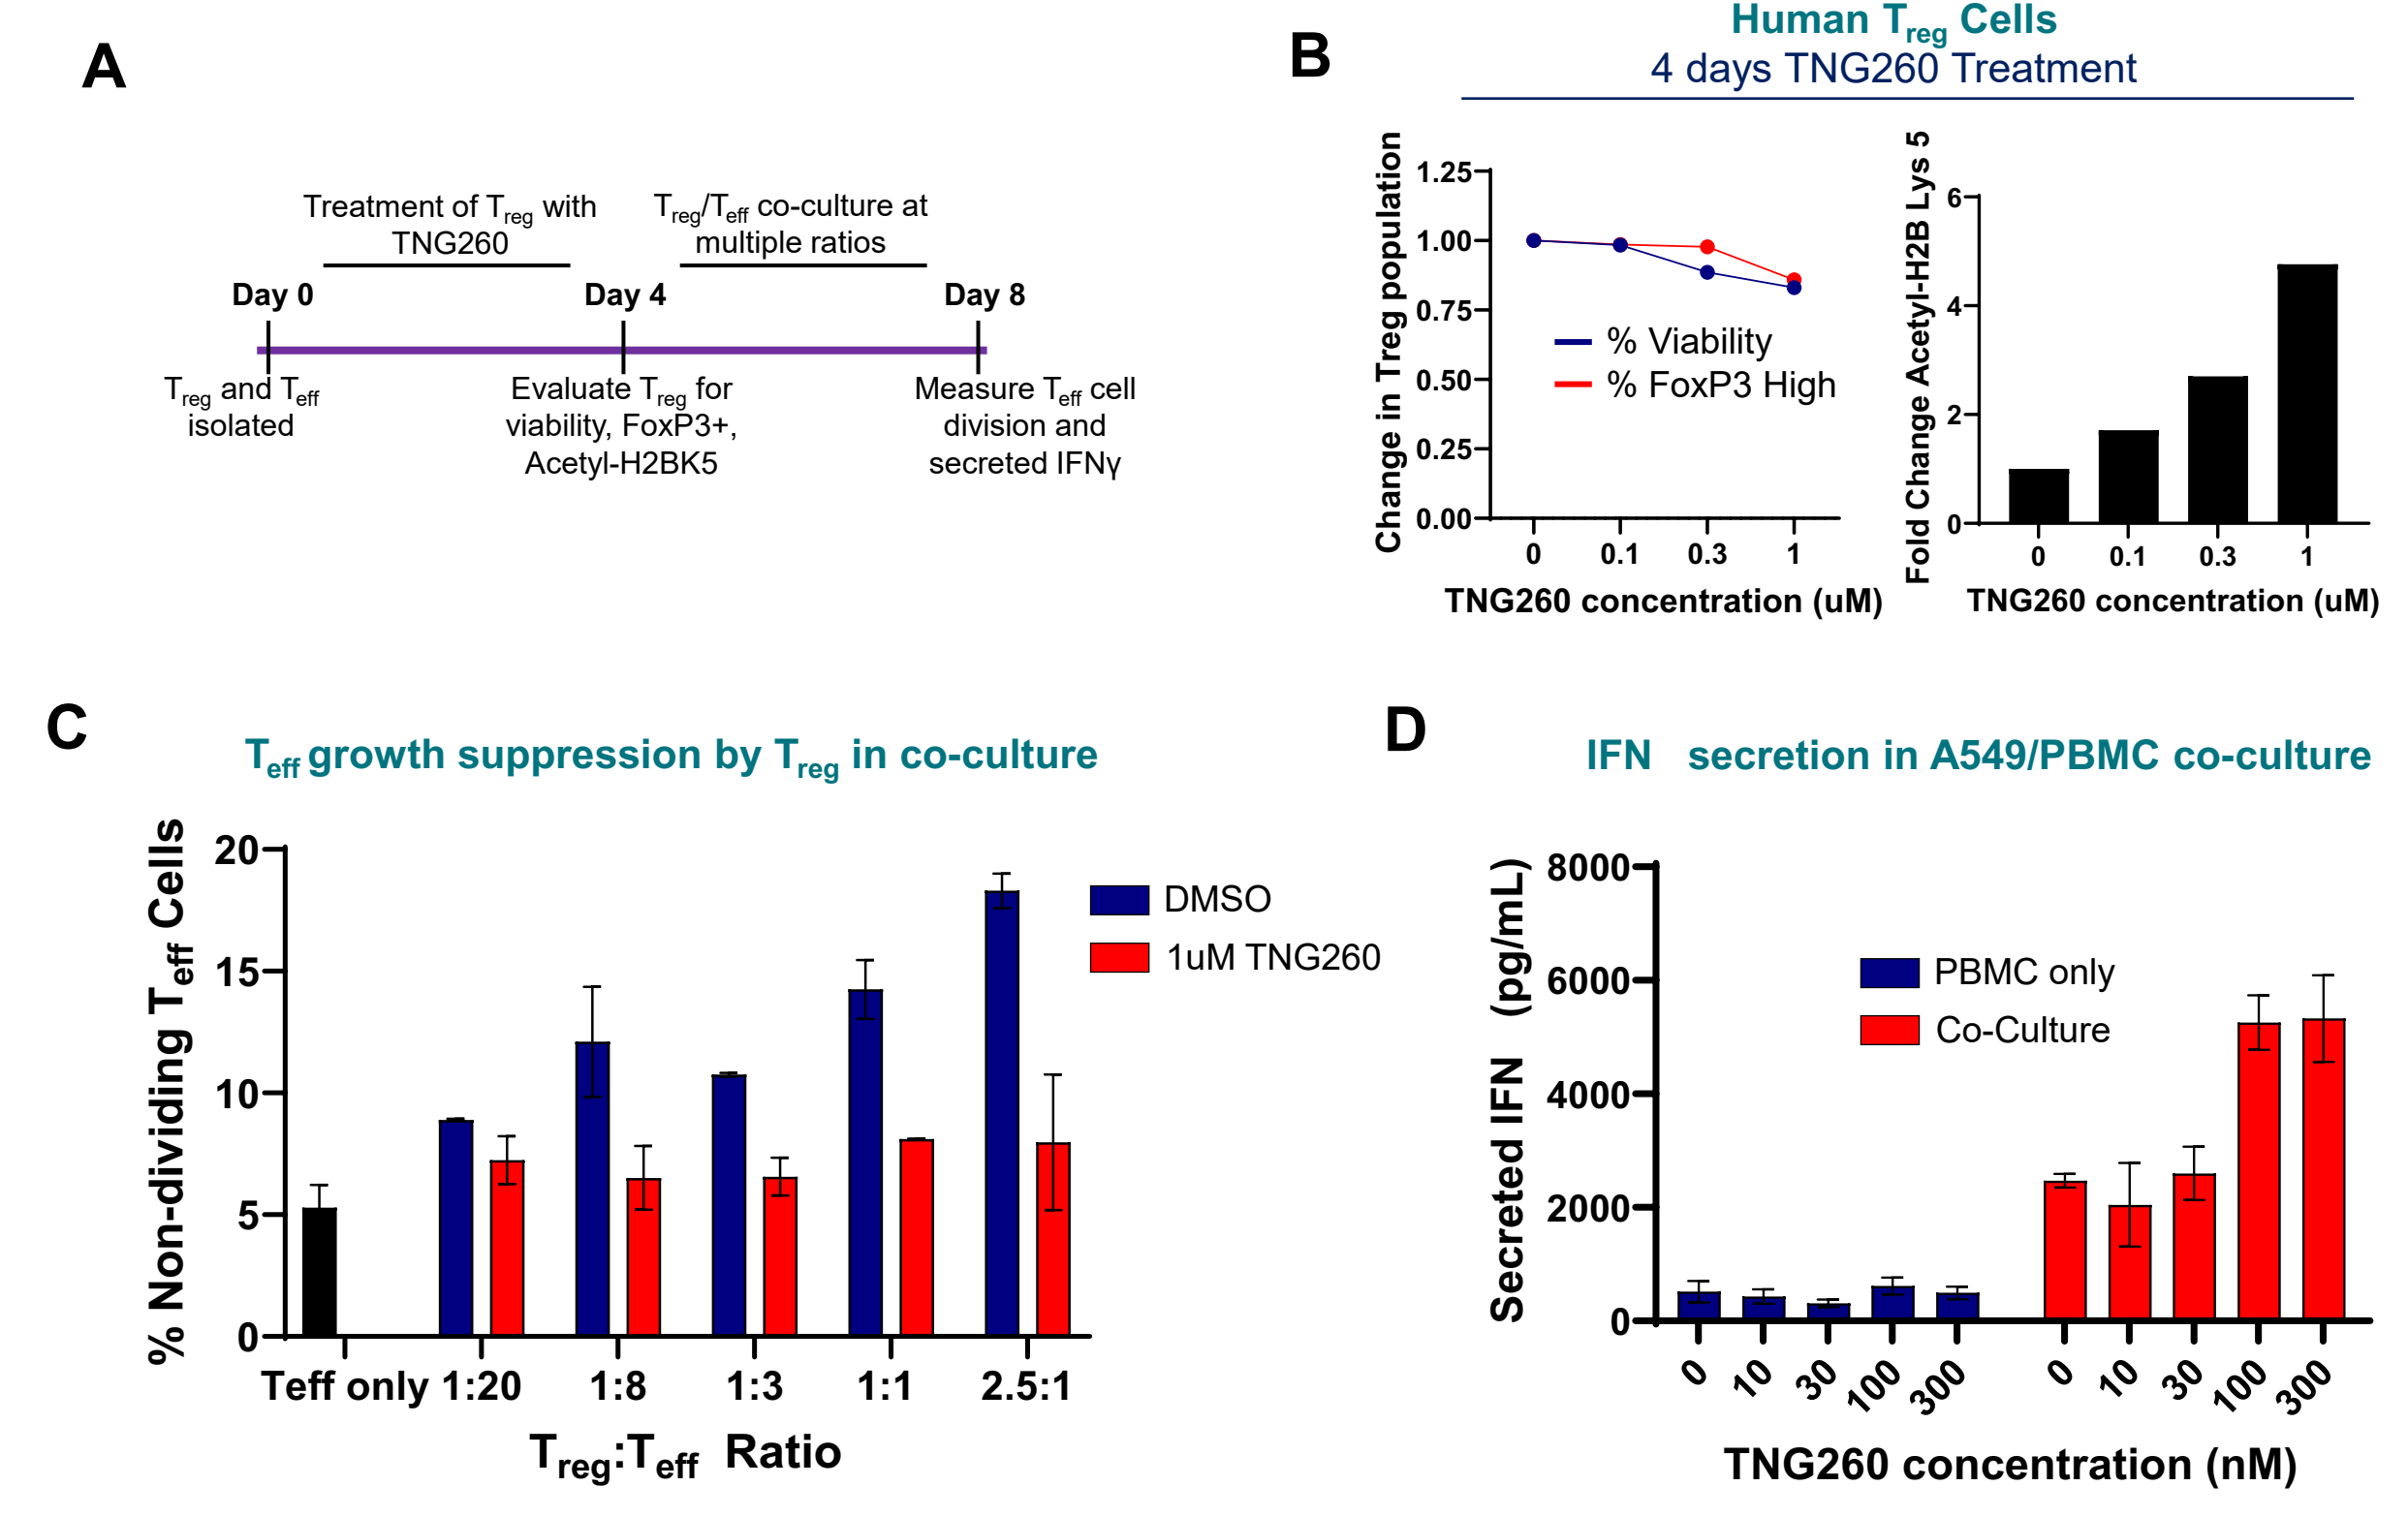 A
Treatment of Treg with
TNG260
Treg/Teff co-culture at
multiple ratios
Day 0
Day 4
Day 8
Treg and Teff
isolated
Evaluate Treg for
viability, FoxP3+,
Acetyl-H2BK5
Measure Teff cell
division and
secreted IFNγ
B
Human Treg Cells
4 days TNG260 Treatment
Change in Treg population
1.25
1.00
0.75
0.50
0.25
0.00
% Viability
% FoxP3 High
0 0.1 0.3 1
TNG260 concentration (uM)
Fold Change Acetyl-H2B Lys 5
6
4
2
0
0 0.1 0.3 1
TNG260 concentration (uM)
C
Teff growth suppression by Treg in co-culture
% Non-dividing Teff Cells
20
15
10
5
0
DMSO
1uM TNG260
Teff only 1:20 1:8 1:3 1:1 2.5:1
Treg:Teff Ratio
D
IFN secretion in A549/PBMC co-culture
Secreted IFN (pg/mL)
8000
6000
4000
2000
0
PBMC only
Co-Culture
0 10 30 100 300 0 10 30 100 300
TNG260 concentration (nM)